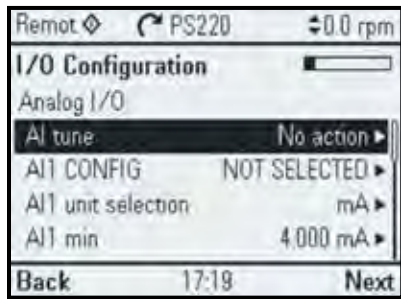 Remot PS220 0.0 rpm
I/O Configuration
Analog I/O
AI tune No action
AI1 CONFIG NOT SELECTED
AI1 unit selection mA
AI1 min 4.000 mA
Back 17:19 Next